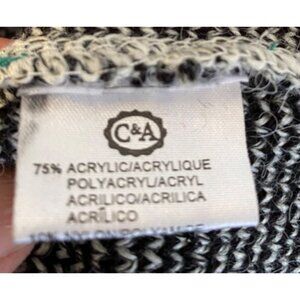 C&A
75% ACRYLIC/ACRYLIQUE
POLYACRYL/ACRYL
ACRILICO/ACRILICA
ACRÍLICO